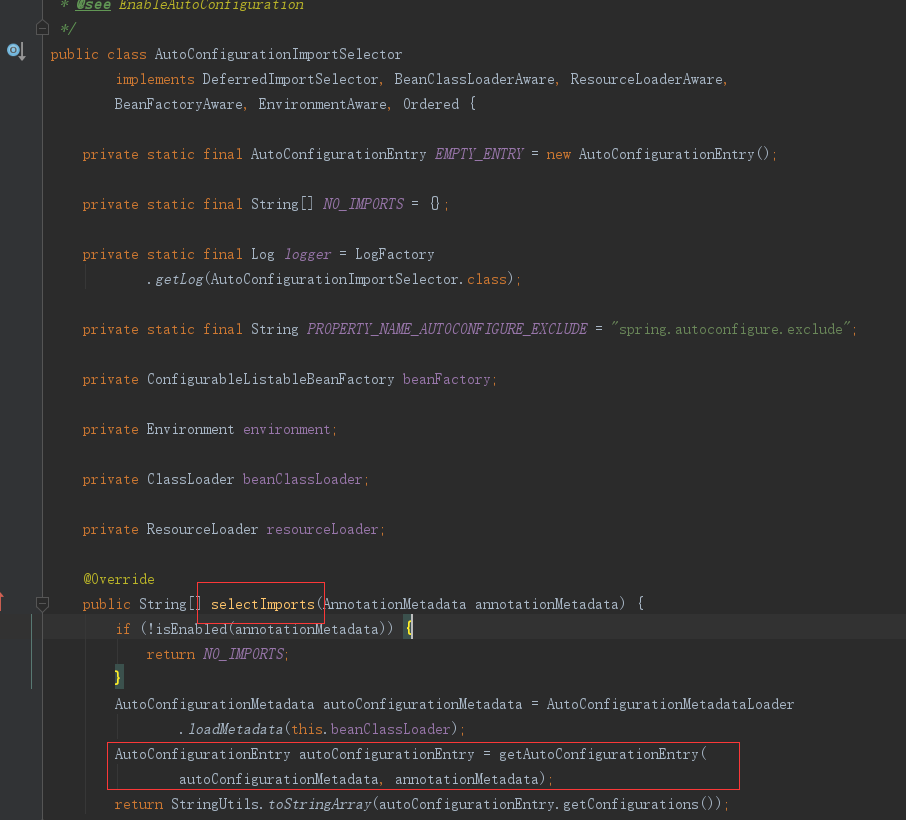 * @see EnableAutoConfiguration
*/
public class AutoConfigurationImportSelector
implements DeferredImportSelector, BeanClassLoaderAware, ResourceLoaderAware,
BeanFactoryAware, EnvironmentAware, Ordered {
private static final AutoConfigurationEntry EMPTY_ENTRY = new AutoConfigurationEntry();
private static final String[] NO_IMPORTS = {};
private static final Log logger = LogFactory
.getLog(AutoConfigurationImportSelector.class);
private static final String PROPERTY_NAME_AUTOCONFIGURE_EXCLUDE = "spring.autoconfigure.exclude";
private ConfigurableListableBeanFactory beanFactory;
private Environment environment;
private ClassLoader beanClassLoader;
private ResourceLoader resourceLoader;
@Override
public String[] selectImports(AnnotationMetadata annotationMetadata) {
if (!isEnabled(annotationMetadata)) {
return NO_IMPORTS;
}
AutoConfigurationMetadata autoConfigurationMetadata = AutoConfigurationMetadataLoader
.loadMetadata(this.beanClassLoader);
AutoConfigurationEntry autoConfigurationEntry = getAutoConfigurationEntry(
autoConfigurationMetadata, annotationMetadata);
return StringUtils.toStringArray(autoConfigurationEntry.getConfigurations());